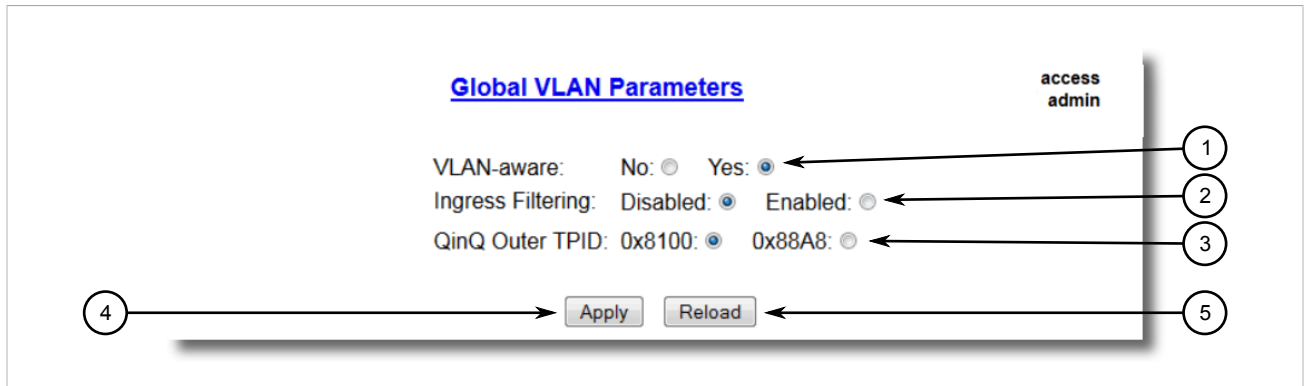 Global VLAN Parameters
access
admin
VLAN-aware: No: Yes:
1
Ingress Filtering: Disabled: Enabled:
2
QinQ Outer TPID: 0x8100: 0x88A8:
3
4
Apply Reload
5